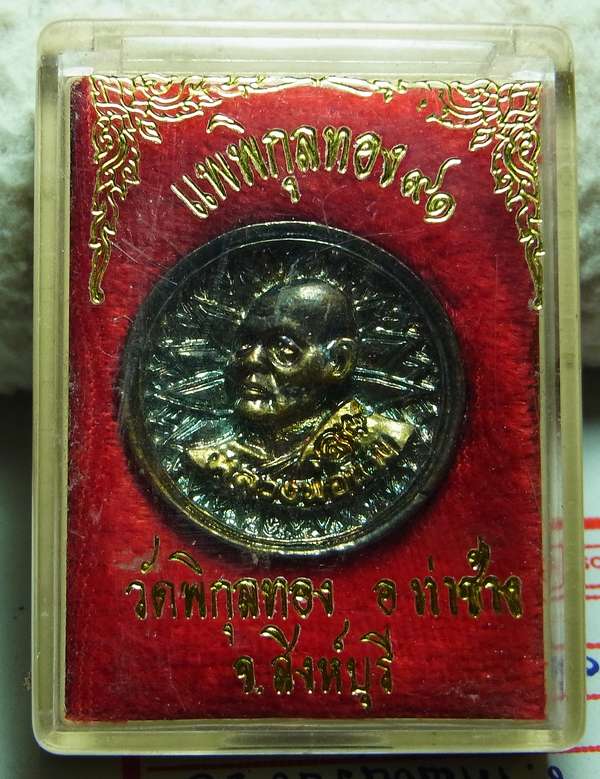 แพพิกุลทอง๙๑
หลวงพ่อแพ
วัดพิกุลทอง อ ท่าช้าง
จ.สิงห์บุรี